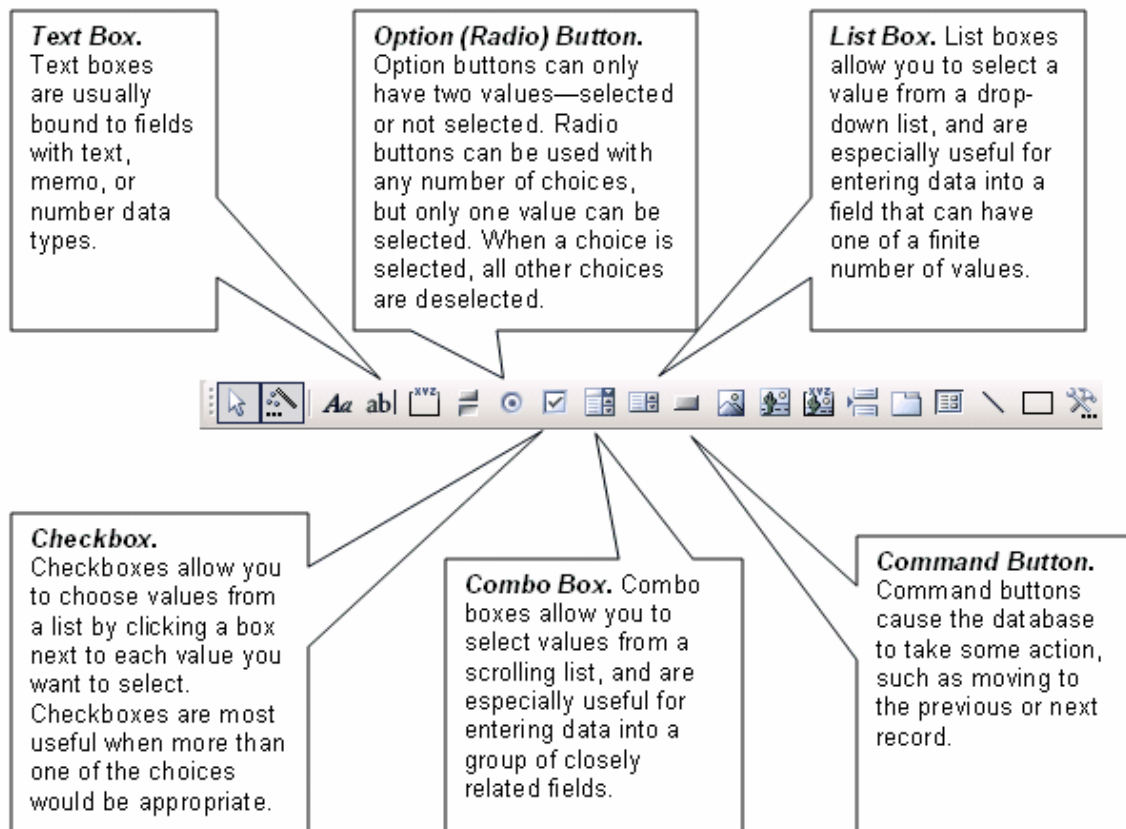 Text Box.
Text boxes
are usually
bound to fields
with text,
memo, or
number data
types.
Option (Radio) Button.
Option buttons can only
have two values—selected
or not selected. Radio
buttons can be used with
any number of choices,
but only one value can be
selected. When a choice is
selected, all other choices
are deselected.
List Box. List boxes
allow you to select a
value from a drop-
down list, and are
especially useful for
entering data into a
field that can have
one of a finite
number of values.
Aa ab| XYZ XYZ
Checkbox.
Checkboxes allow you
to choose values from
a list by clicking a box
next to each value you
want to select.
Checkboxes are most
useful when more than
one of the choices
would be appropriate.
Combo Box. Combo
boxes allow you to
select values from a
scrolling list, and are
especially useful for
entering data into a
group of closely
related fields.
Command Button.
Command buttons
cause the database
to take some action,
such as moving to
the previous or next
record.